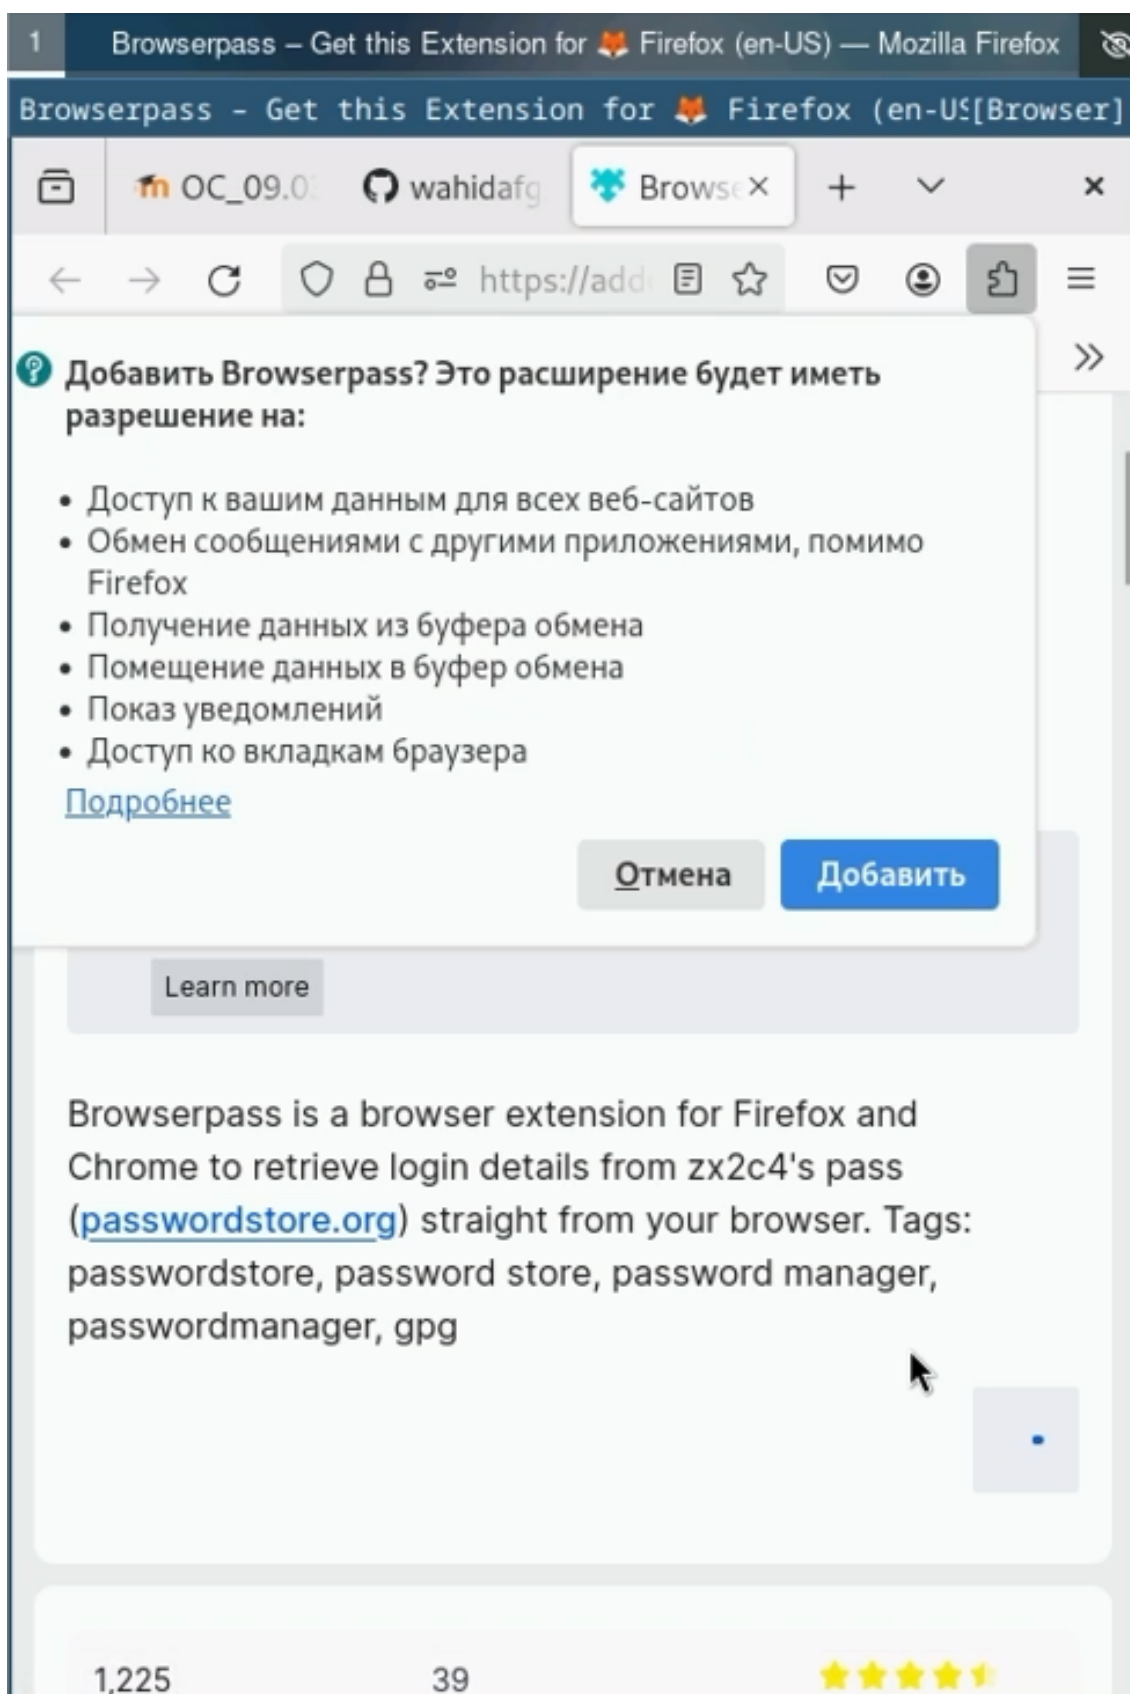 1 Browserpass – Get this Extension for 🦊 Firefox (en-US) — Mozilla Firefox
Browserpass – Get this Extension for 🦊 Firefox (en-US[Browser]
OC_09.0 wahidafg Brows
https://add
Добавить Browserpass? Это расширение будет иметь
разрешение на:
• Доступ к вашим данным для всех веб-сайтов
• Обмен сообщениями с другими приложениями, помимо
Firefox
• Получение данных из буфера обмена
• Помещение данных в буфер обмена
• Показ уведомлений
• Доступ ко вкладкам браузера
Подробнее
Отмена Добавить
Learn more
Browserpass is a browser extension for Firefox and
Chrome to retrieve login details from zx2c4's pass
(passwordstore.org) straight from your browser. Tags:
passwordstore, password store, password manager,
passwordmanager, gpg
1,225 39